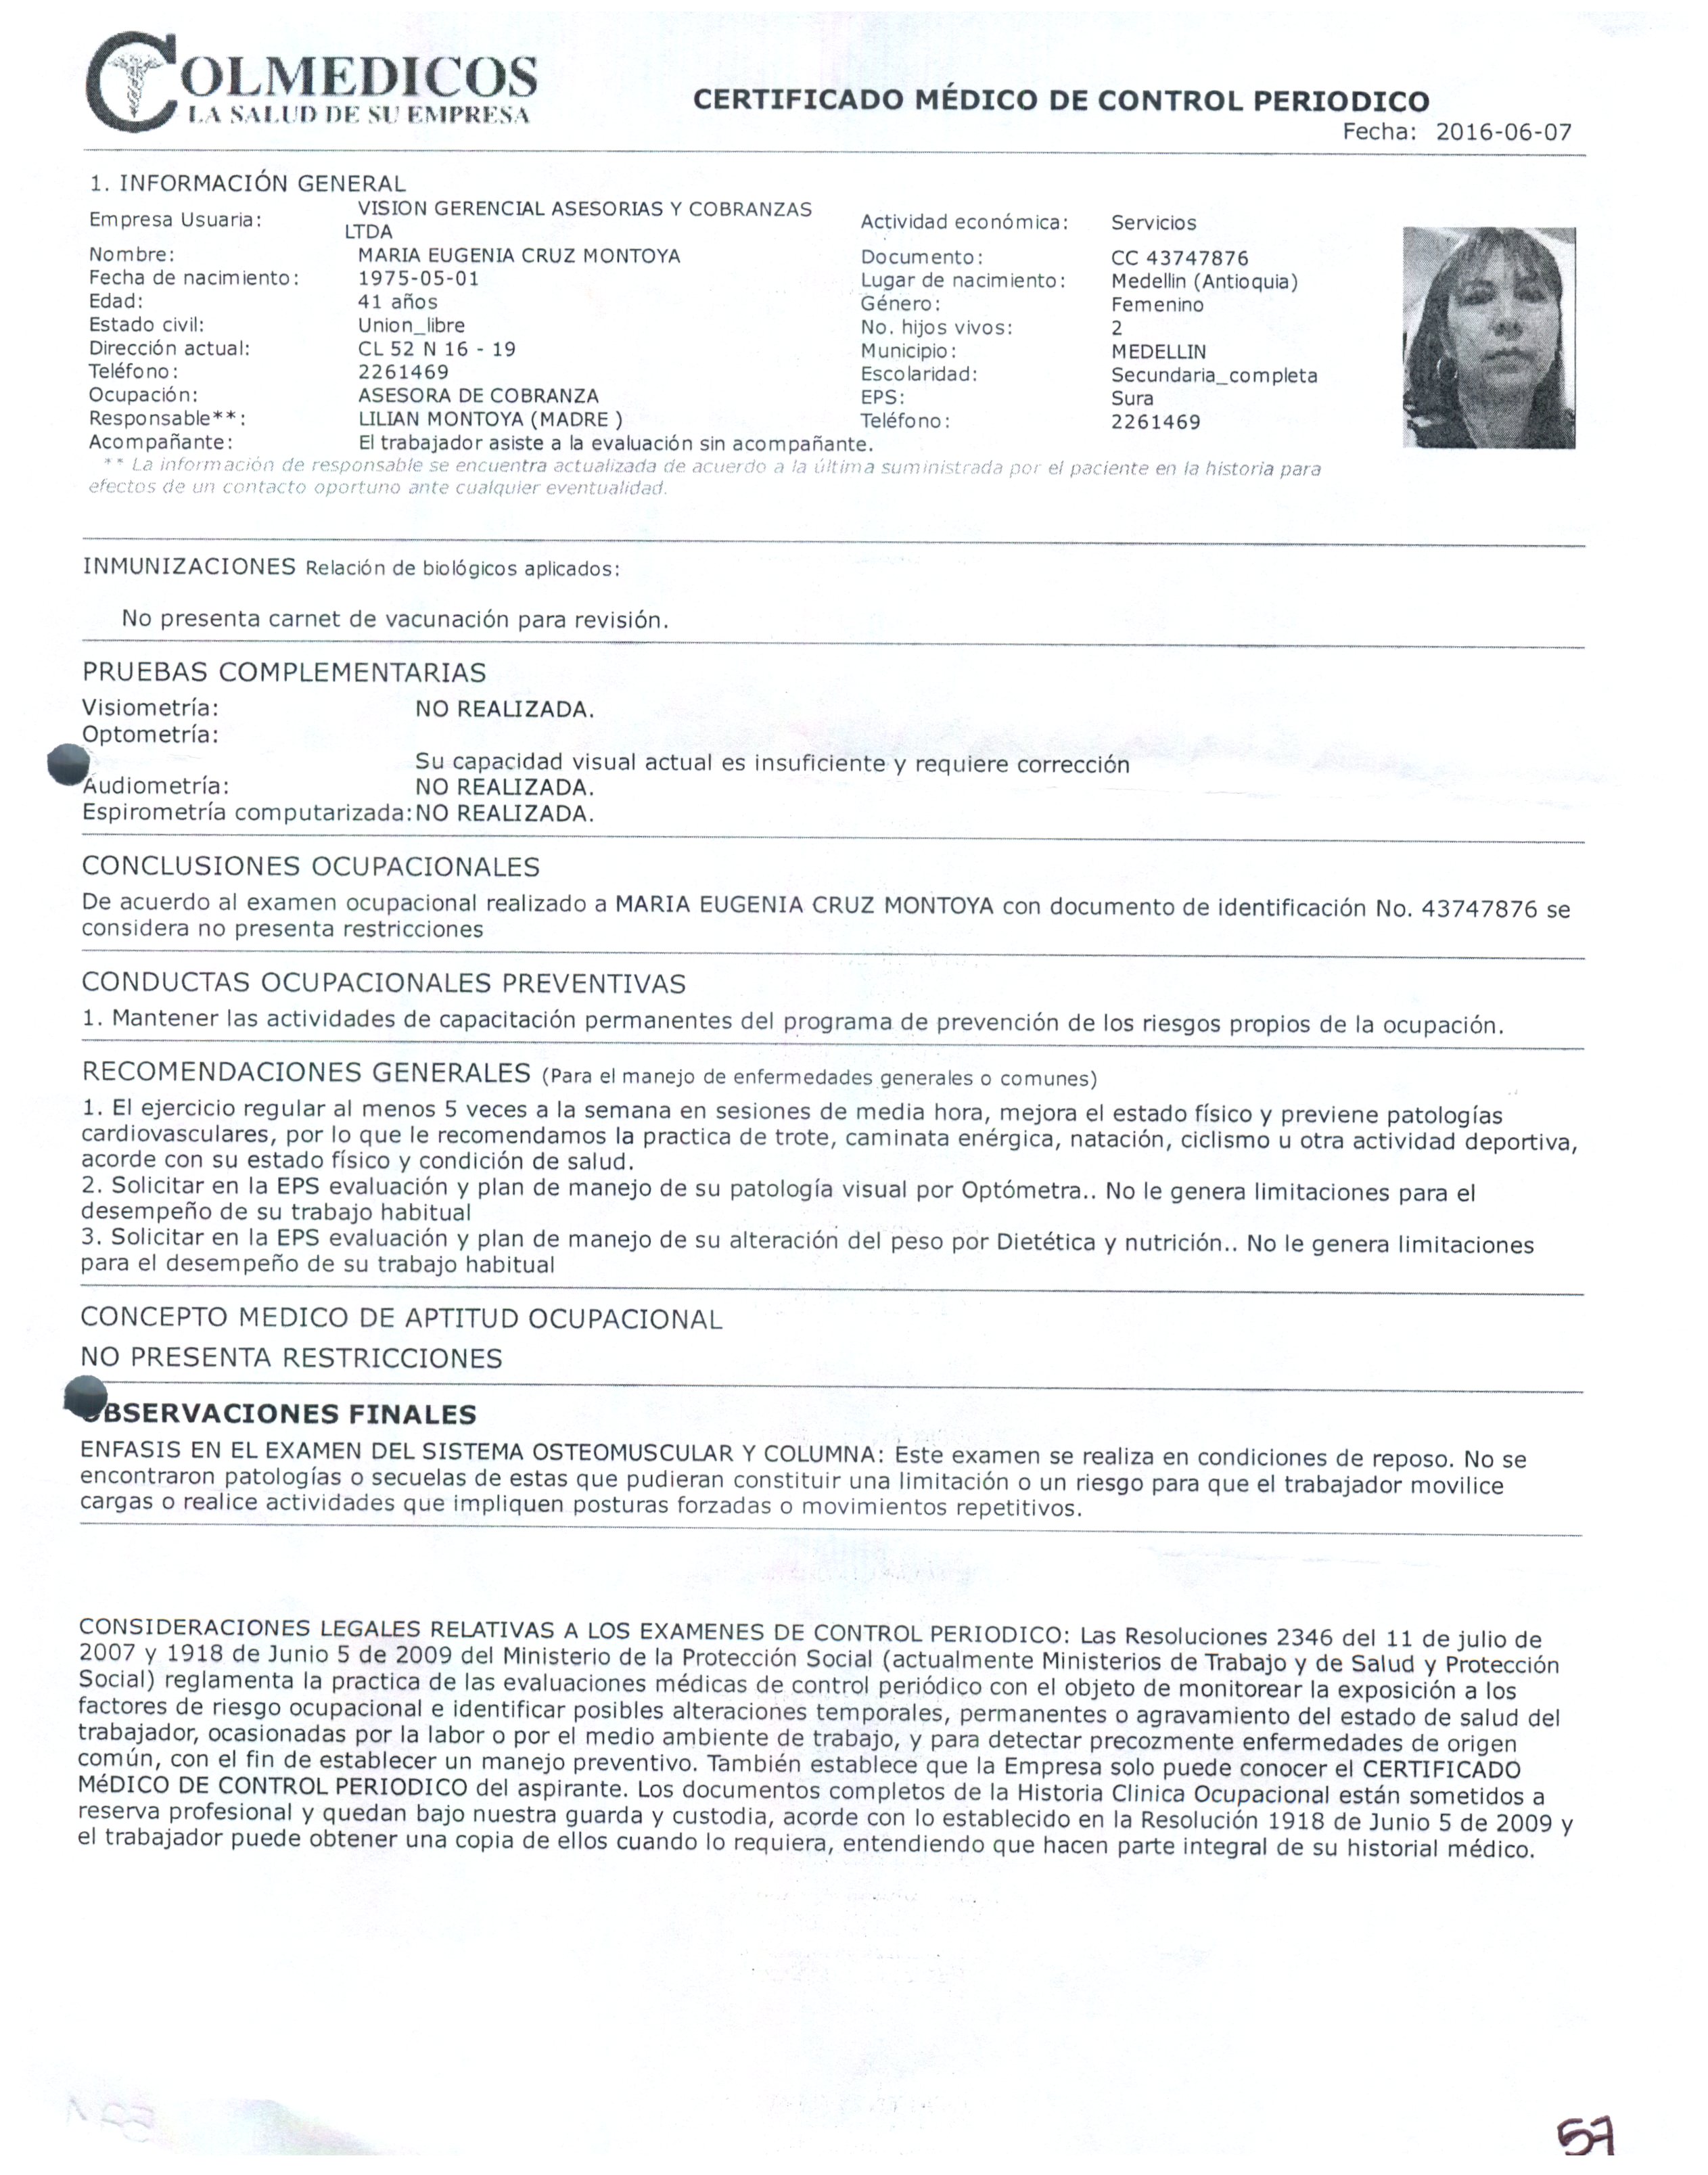 COLMEDICOS
LA SALUD DE SU EMPRESA
CERTIFICADO MÉDICO DE CONTROL PERIODICO
Fecha: 2016-06-07
1. INFORMACIÓN GENERAL
Empresa Usuaria: VISION GERENCIAL ASESORIAS Y COBRANZAS LTDA Actividad económica: Servicios
Nombre: MARIA EUGENIA CRUZ MONTOYA Documento: CC 43747876
Fecha de nacimiento: 1975-05-01 Lugar de nacimiento: Medellin (Antioquia)
Edad: 41 años Género: Femenino
Estado civil: Union_libre No. hijos vivos: 2
Dirección actual: CL 52 N 16 - 19 Municipio: MEDELLIN
Teléfono: 2261469 Escolaridad: Secundaria_completa
Ocupación: ASESORA DE COBRANZA EPS: Sura
Responsable**: LILIAN MONTOYA (MADRE ) Teléfono: 2261469
Acompañante: El trabajador asiste a la evaluación sin acompañante.
** La información de responsable se encuentra actualizada de acuerdo a la última suministrada por el paciente en la historia para
efectos de un contacto oportuno ante cualquier eventualidad.
INMUNIZACIONES Relación de biológicos aplicados:
No presenta carnet de vacunación para revisión.
PRUEBAS COMPLEMENTARIAS
Visiometría: NO REALIZADA.
Optometría:
Su capacidad visual actual es insuficiente y requiere corrección
Audiometría: NO REALIZADA.
Espirometría computarizada: NO REALIZADA.
CONCLUSIONES OCUPACIONALES
De acuerdo al examen ocupacional realizado a MARIA EUGENIA CRUZ MONTOYA con documento de identificación No. 43747876 se
considera no presenta restricciones
CONDUCTAS OCUPACIONALES PREVENTIVAS
1. Mantener las actividades de capacitación permanentes del programa de prevención de los riesgos propios de la ocupación.
RECOMENDACIONES GENERALES (Para el manejo de enfermedades generales o comunes)
1. El ejercicio regular al menos 5 veces a la semana en sesiones de media hora, mejora el estado físico y previene patologías
cardiovasculares, por lo que le recomendamos la practica de trote, caminata enérgica, natación, ciclismo u otra actividad deportiva,
acorde con su estado físico y condición de salud.
2. Solicitar en la EPS evaluación y plan de manejo de su patología visual por Optómetra.. No le genera limitaciones para el
desempeño de su trabajo habitual
3. Solicitar en la EPS evaluación y plan de manejo de su alteración del peso por Dietética y nutrición.. No le genera limitaciones
para el desempeño de su trabajo habitual
CONCEPTO MEDICO DE APTITUD OCUPACIONAL
NO PRESENTA RESTRICCIONES
OBSERVACIONES FINALES
ENFASIS EN EL EXAMEN DEL SISTEMA OSTEOMUSCULAR Y COLUMNA: Este examen se realiza en condiciones de reposo. No se
encontraron patologías o secuelas de estas que pudieran constituir una limitación o un riesgo para que el trabajador movilice
cargas o realice actividades que impliquen posturas forzadas o movimientos repetitivos.
CONSIDERACIONES LEGALES RELATIVAS A LOS EXAMENES DE CONTROL PERIODICO: Las Resoluciones 2346 del 11 de julio de
2007 y 1918 de Junio 5 de 2009 del Ministerio de la Protección Social (actualmente Ministerios de Trabajo y de Salud y Protección
Social) reglamenta la practica de las evaluaciones médicas de control periódico con el objeto de monitorear la exposición a los
factores de riesgo ocupacional e identificar posibles alteraciones temporales, permanentes o agravamiento del estado de salud del
trabajador, ocasionadas por la labor o por el medio ambiente de trabajo, y para detectar precozmente enfermedades de origen
común, con el fin de establecer un manejo preventivo. También establece que la Empresa solo puede conocer el CERTIFICADO
MéDICO DE CONTROL PERIODICO del aspirante. Los documentos completos de la Historia Clinica Ocupacional están sometidos a
reserva profesional y quedan bajo nuestra guarda y custodia, acorde con lo establecido en la Resolución 1918 de Junio 5 de 2009 y
el trabajador puede obtener una copia de ellos cuando lo requiera, entendiendo que hacen parte integral de su historial médico.
57